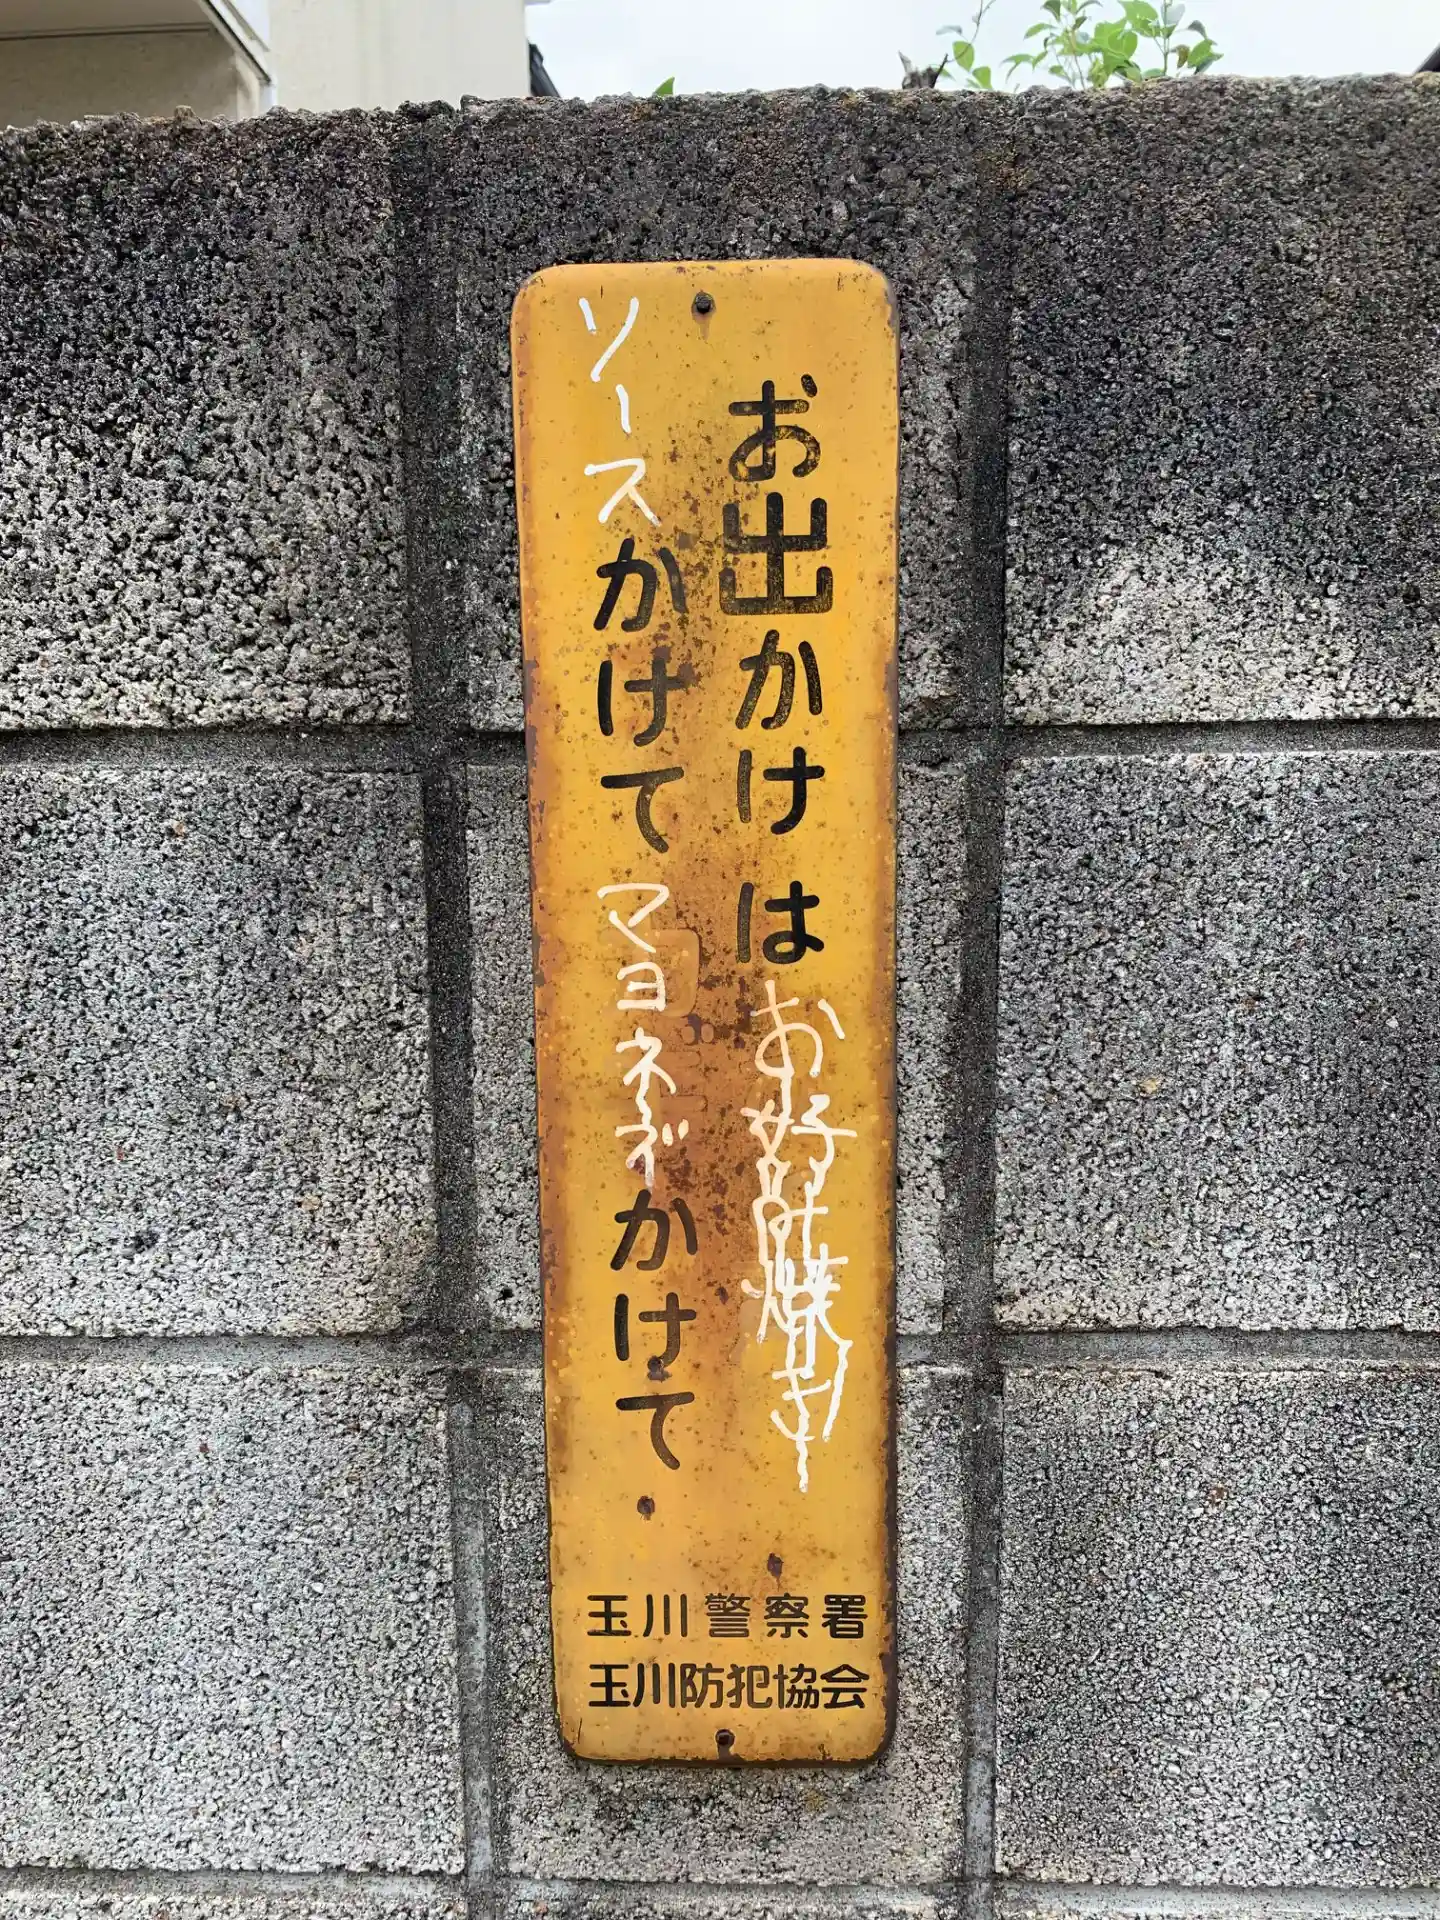 お出かけはお好み焼き
ソースかけてマヨネズかけて
玉川警察署
玉川防犯協会